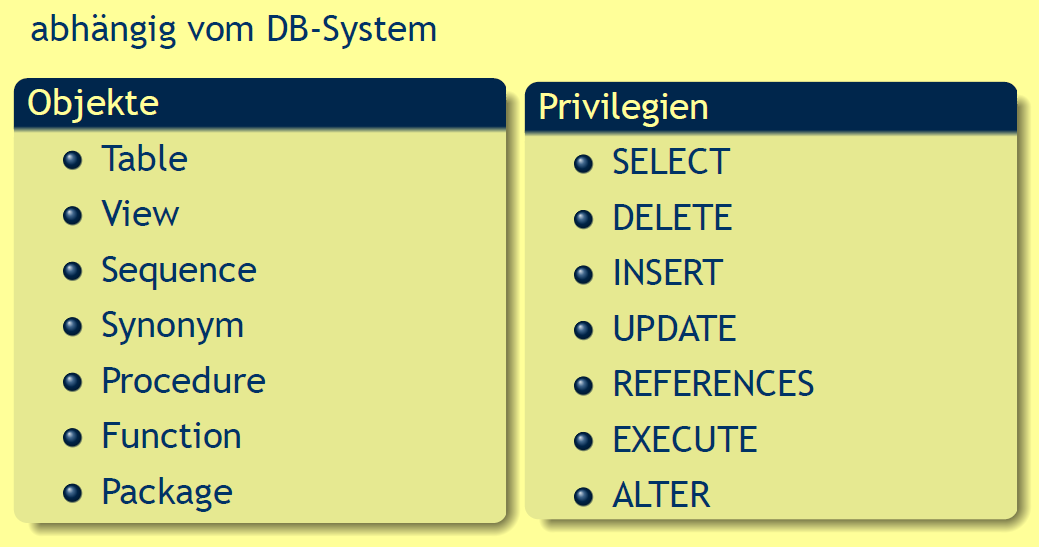 abhängig vom DB-System
Objekte
Table
View
Sequence
Synonym
Procedure
Function
Package
Privilegien
SELECT
DELETE
INSERT
UPDATE
REFERENCES
EXECUTE
ALTER